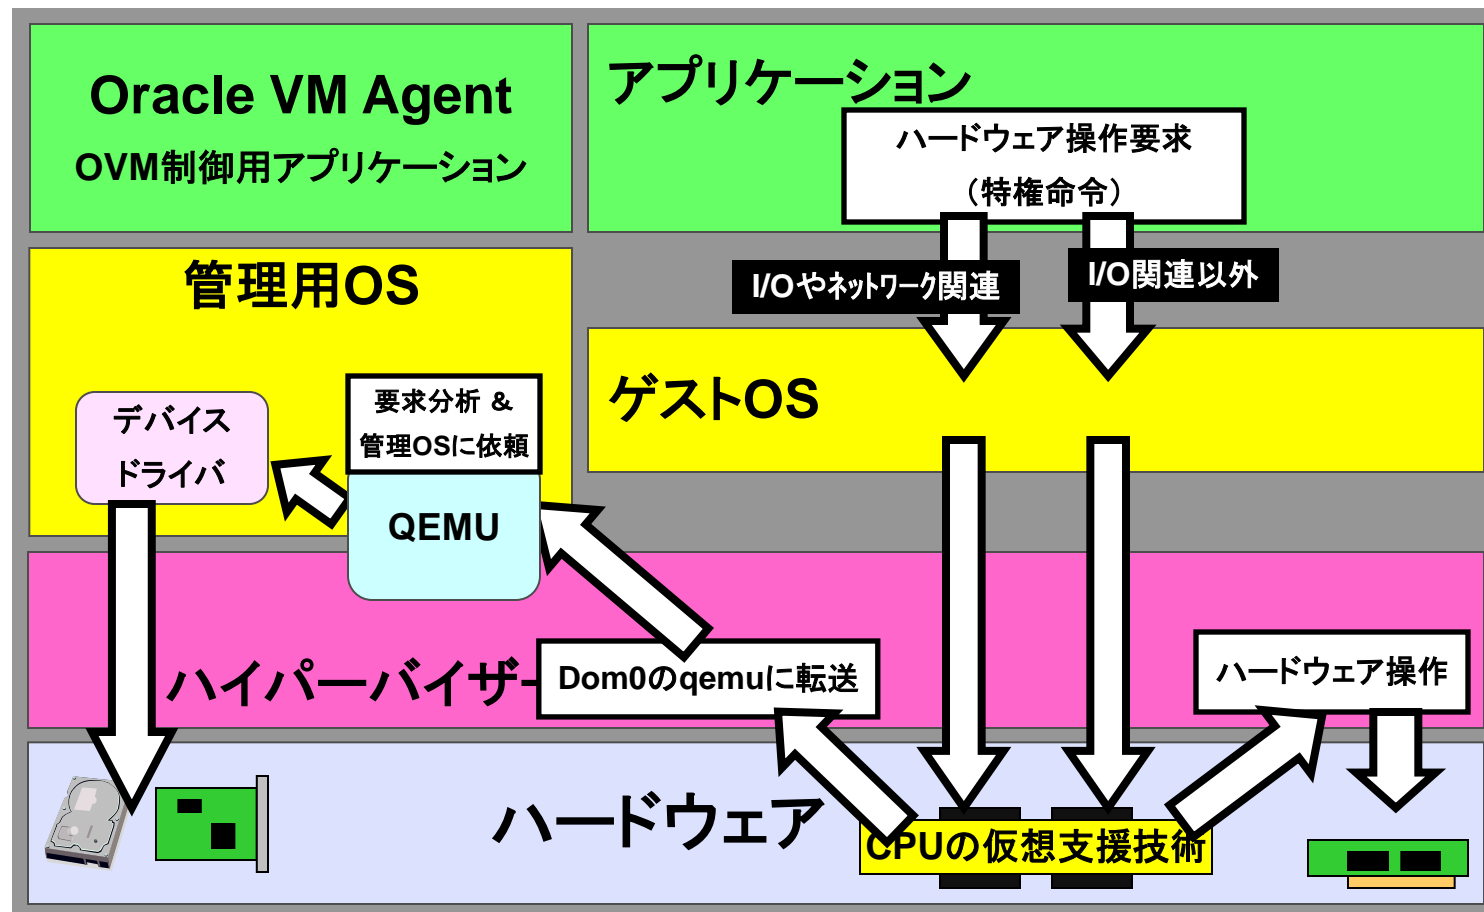 Oracle VM Agent
OVM制御用アプリケーション
アプリケーション
ハードウェア操作要求
（特権命令）
I/Oやネットワーク関連
I/O関連以外
管理用OS
ゲストOS
要求分析 &
管理OSに依頼
デバイス
ドライバ
QEMU
ハイパーバイザー
Dom0のqemuに転送
ハードウェア操作
ハードウェア
CPUの仮想支援技術